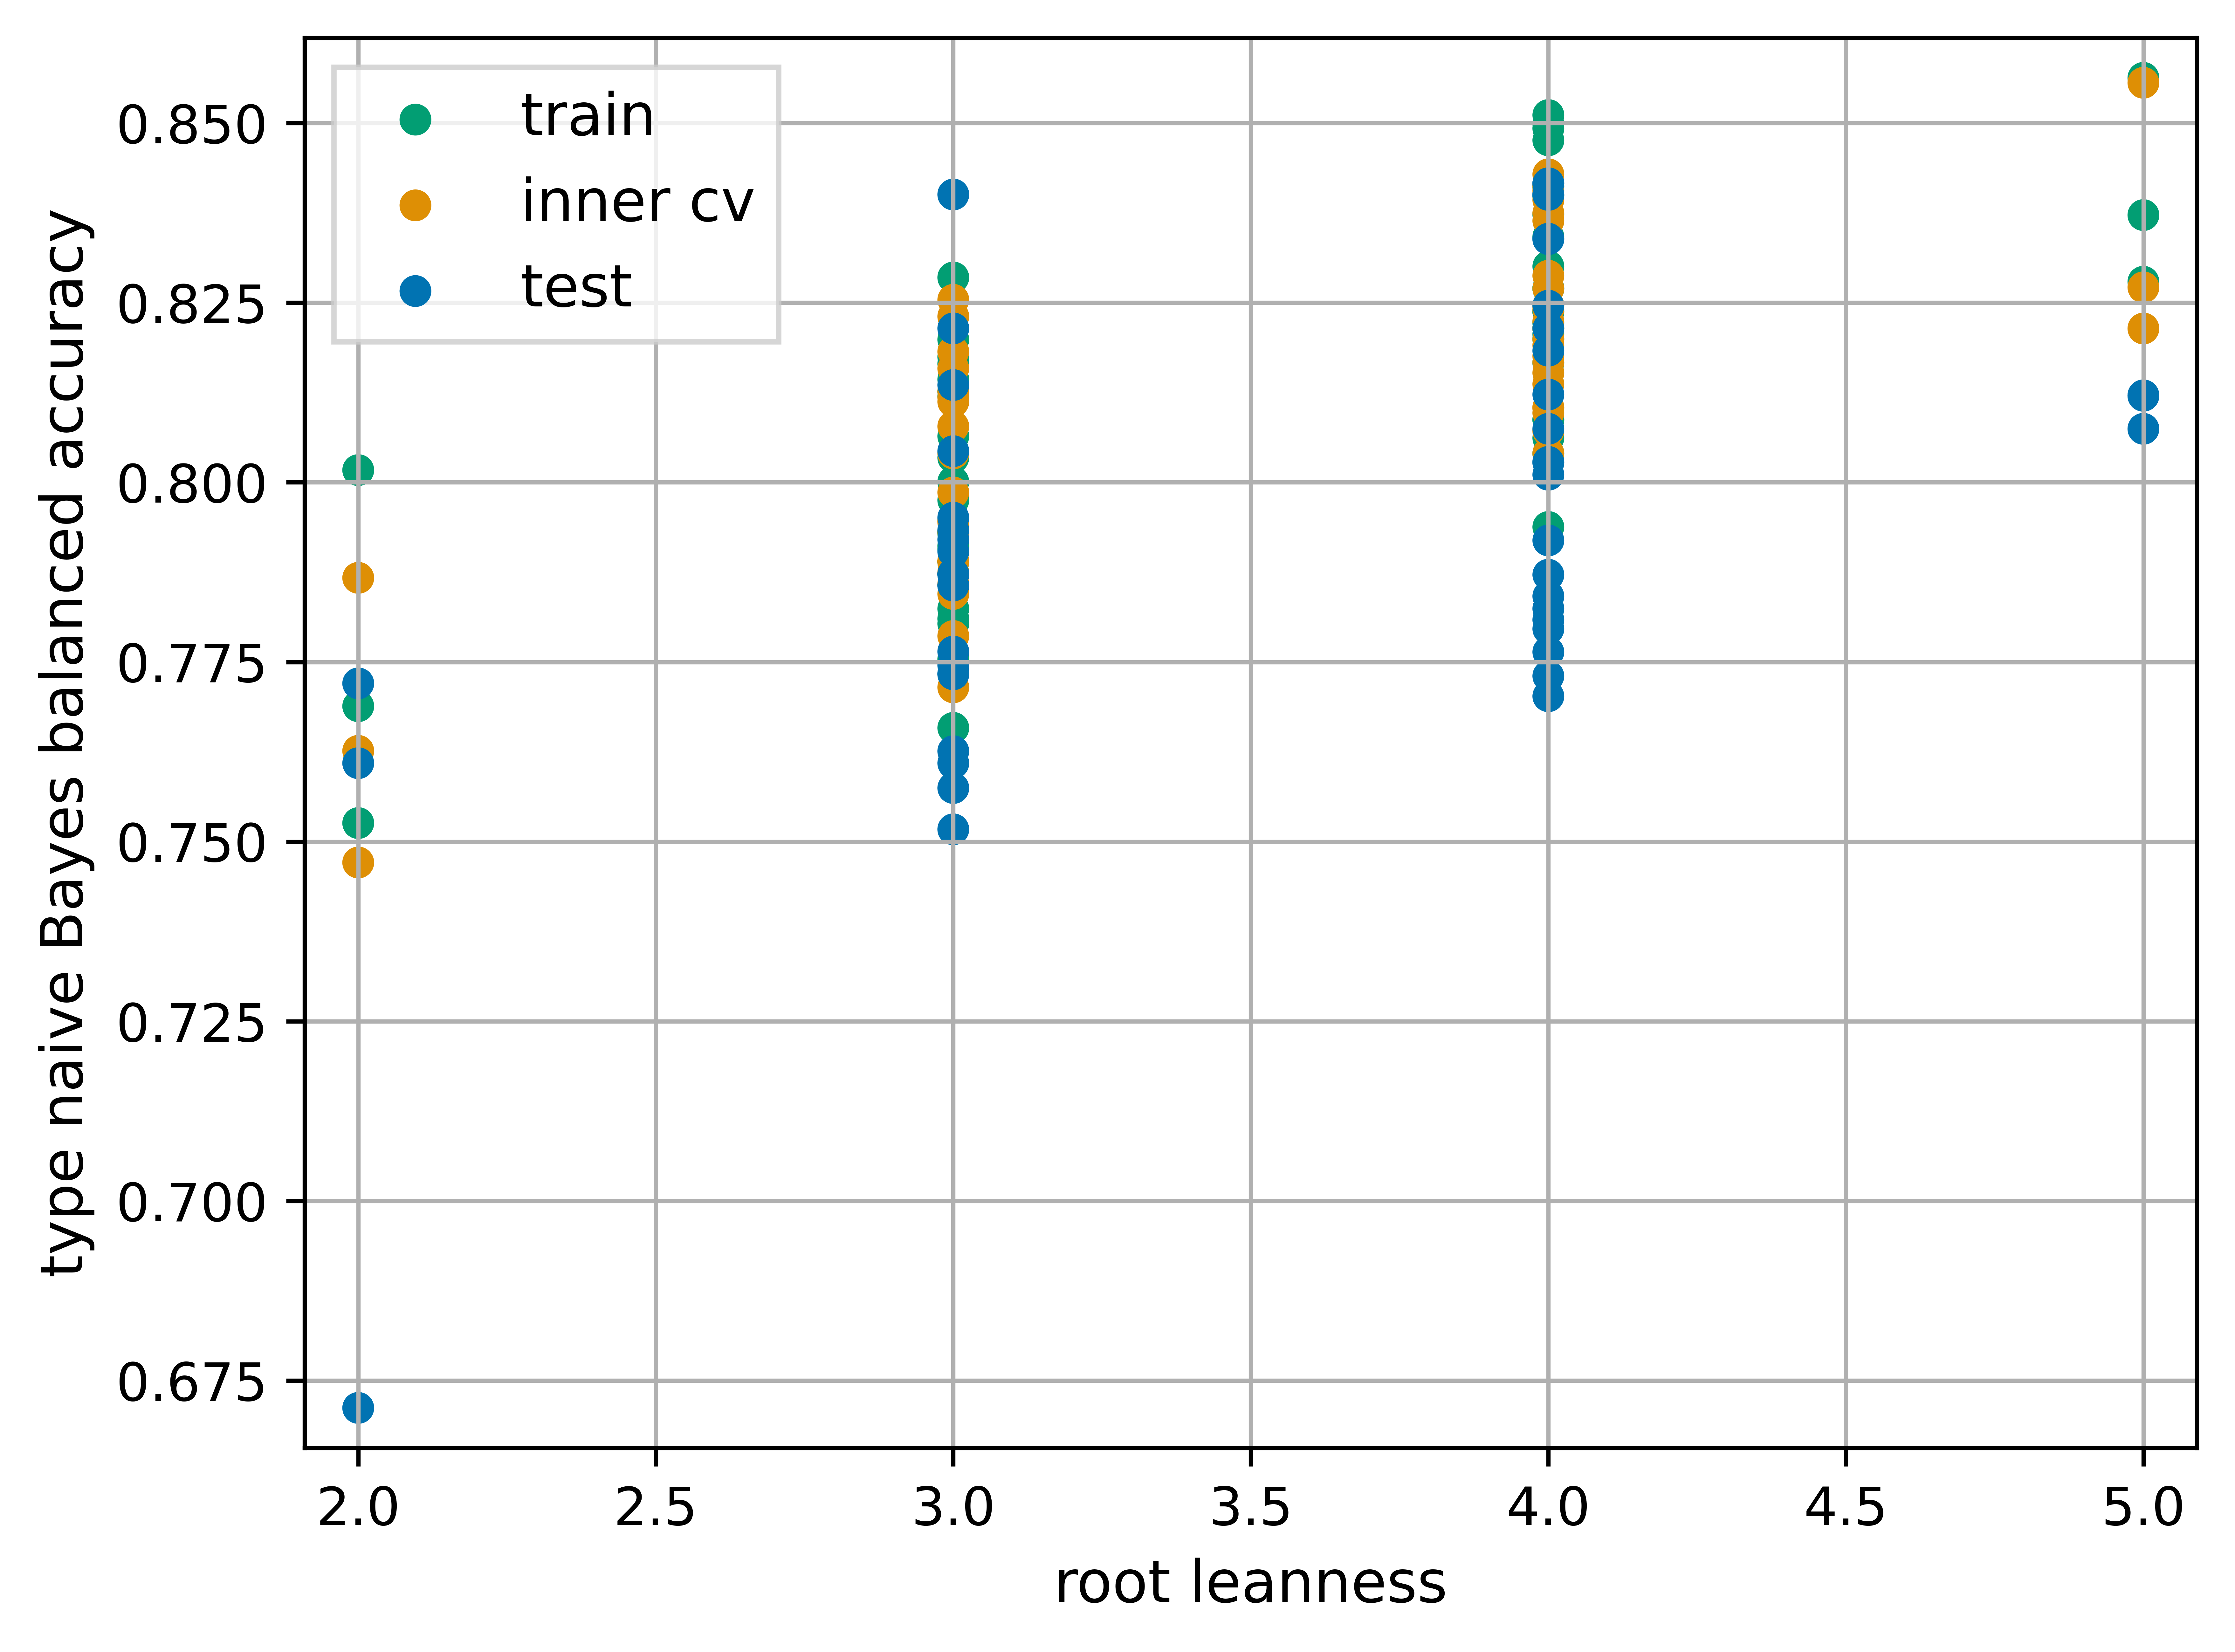 train
inner cv
test
type naive Bayes balanced accuracy
0.850
0.825
0.800
0.775
0.750
0.725
0.700
0.675
2.0 2.5 3.0 3.5 4.0 4.5 5.0
root leanness